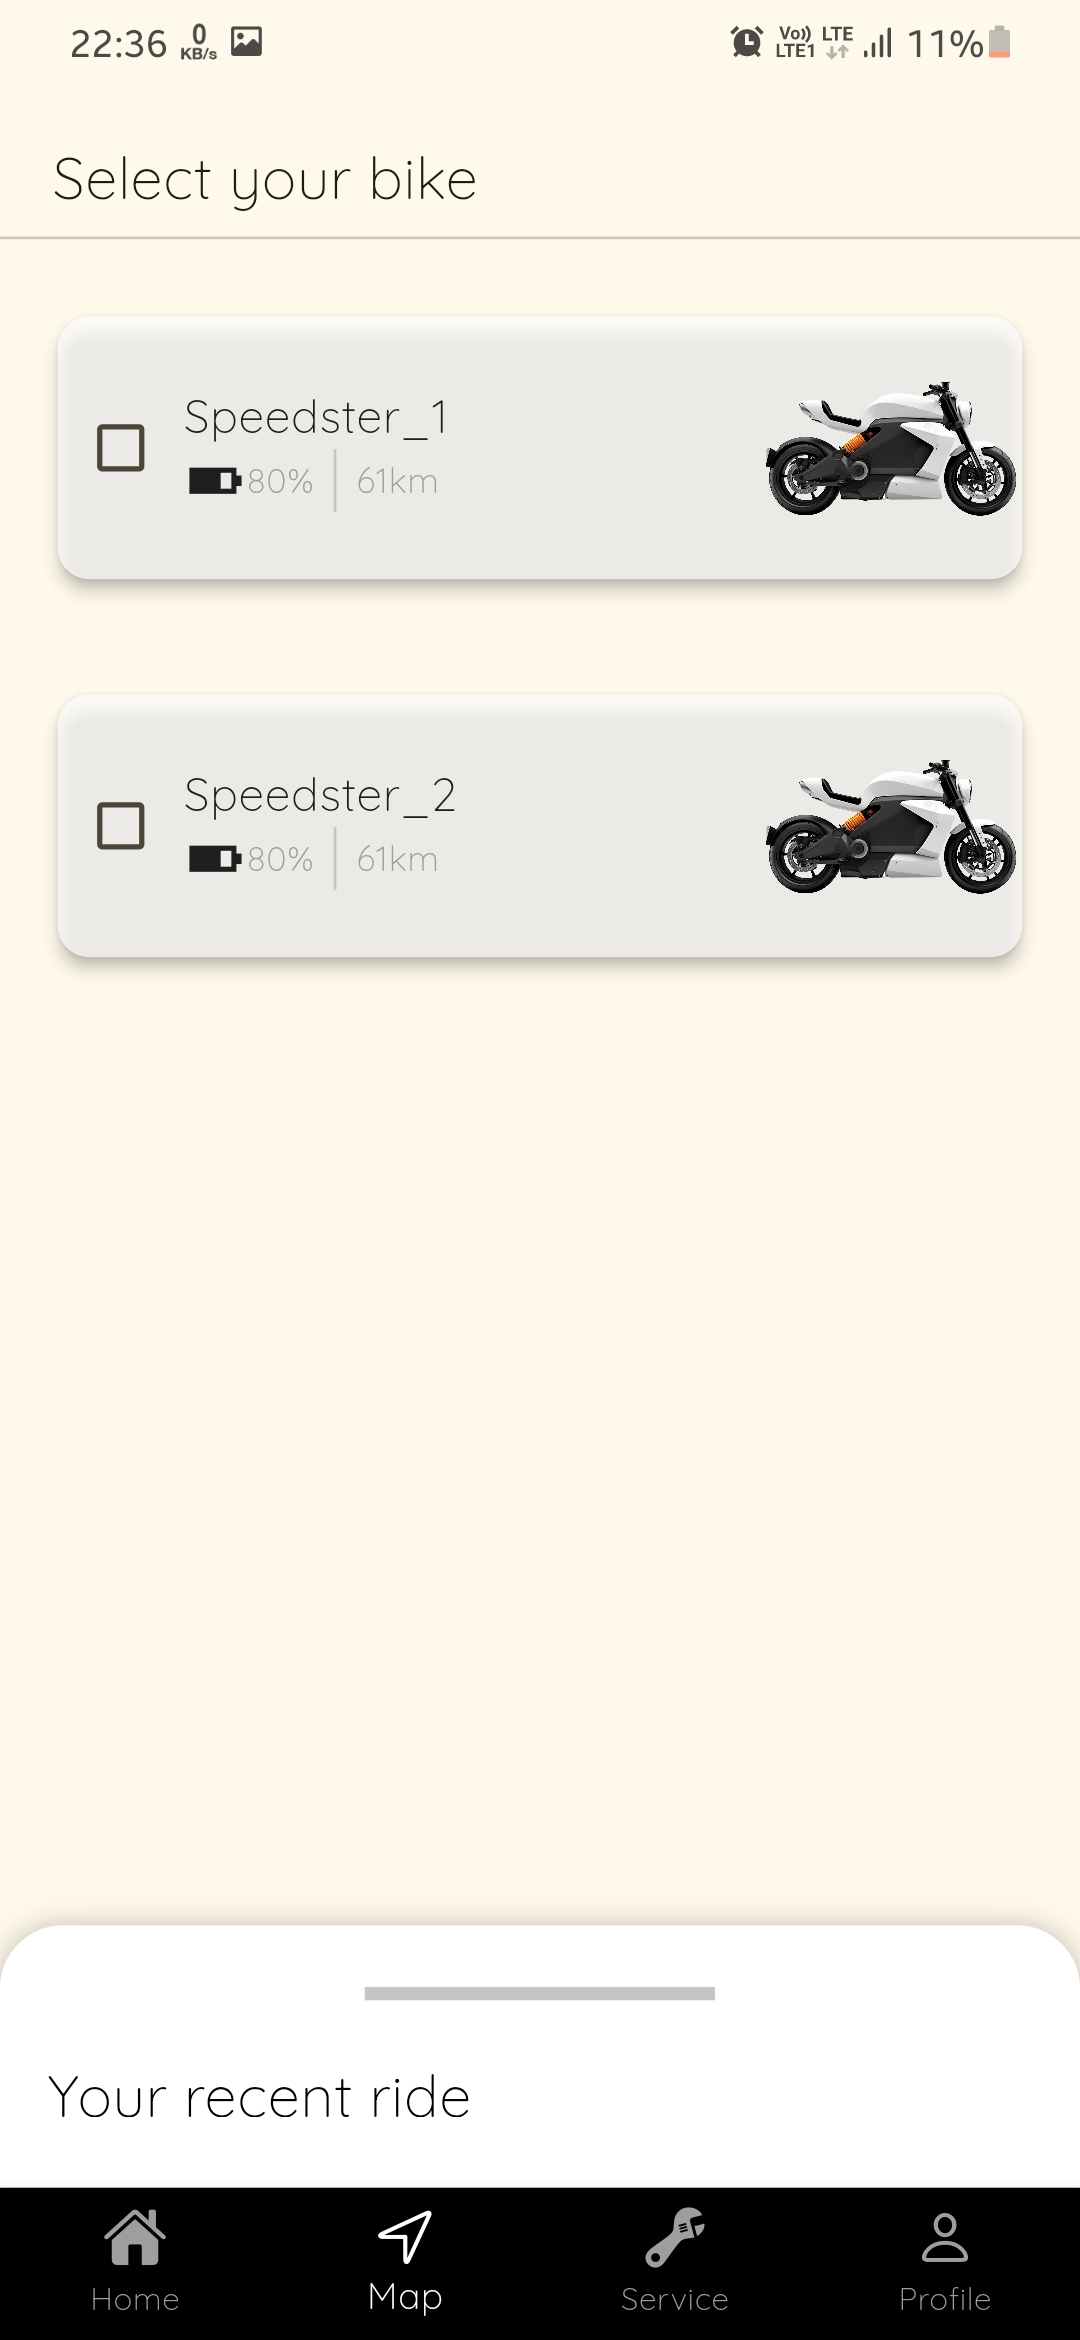 22:36 0 KB/s Vo)) LTE1 LTE 11%
Select your bike
Speedster_1
80% 61km
Speedster_2
80% 61km
Your recent ride
Home Map Service Profile